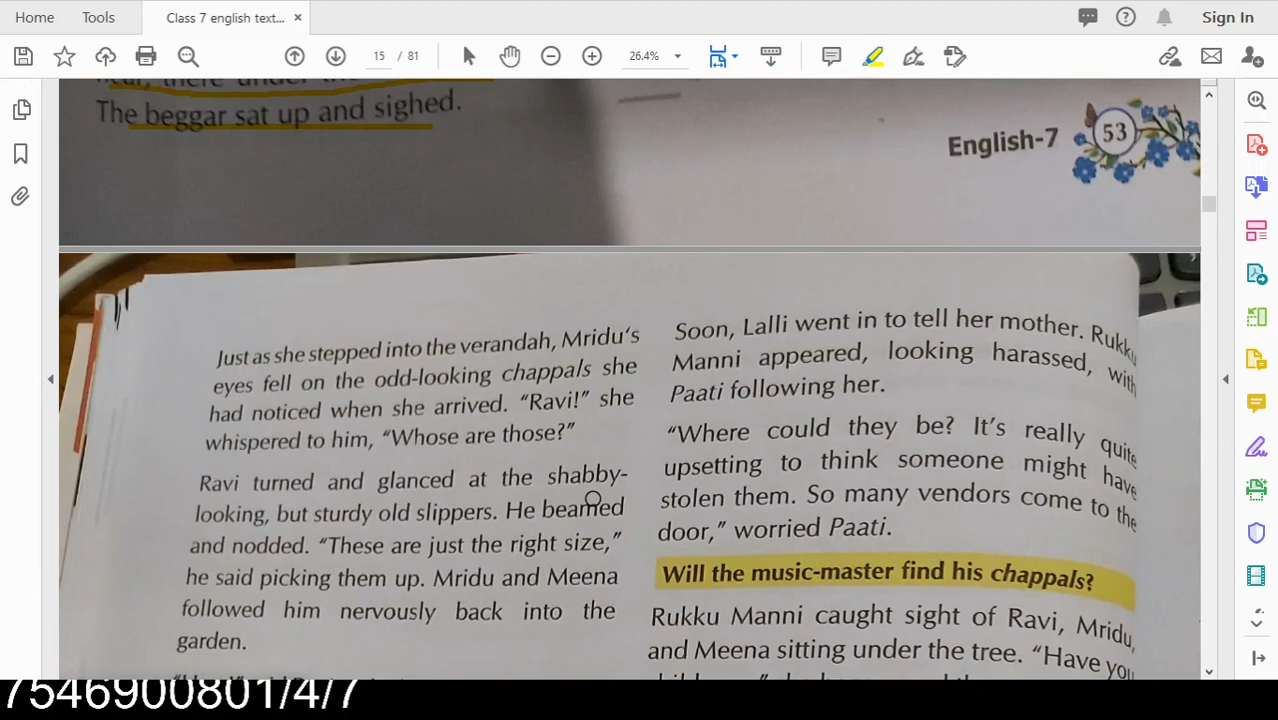 Home
Tools
Class 7 english text...
Sign In
15 / 81
26.4%
The beggar sat up and sighed.
English-7
53
Just as she stepped into the verandah, Mridu‘s
eyes fell on the odd-looking chappals she
had noticed when she arrived. “Ravi!” she
whispered to him, “Whose are those?”
Ravi turned and glanced at the shabby-
looking, but sturdy old slippers. He beamed
and nodded. “These are just the right size,”
he said picking them up. Mridu and Meena
followed him nervously back into the
garden.
Soon, Lalli went in to tell her mother. Rukku
Manni appeared, looking harassed, with
Paati following her.
“Where could they be? It’s really quite
upsetting to think someone might have
stolen them. So many vendors come to the
door,” worried Paati.
Will the music-master find his chappals?
Rukku Manni caught sight of Ravi, Mridu,
and Meena sitting under the tree. “Have you
7546900801/4/7